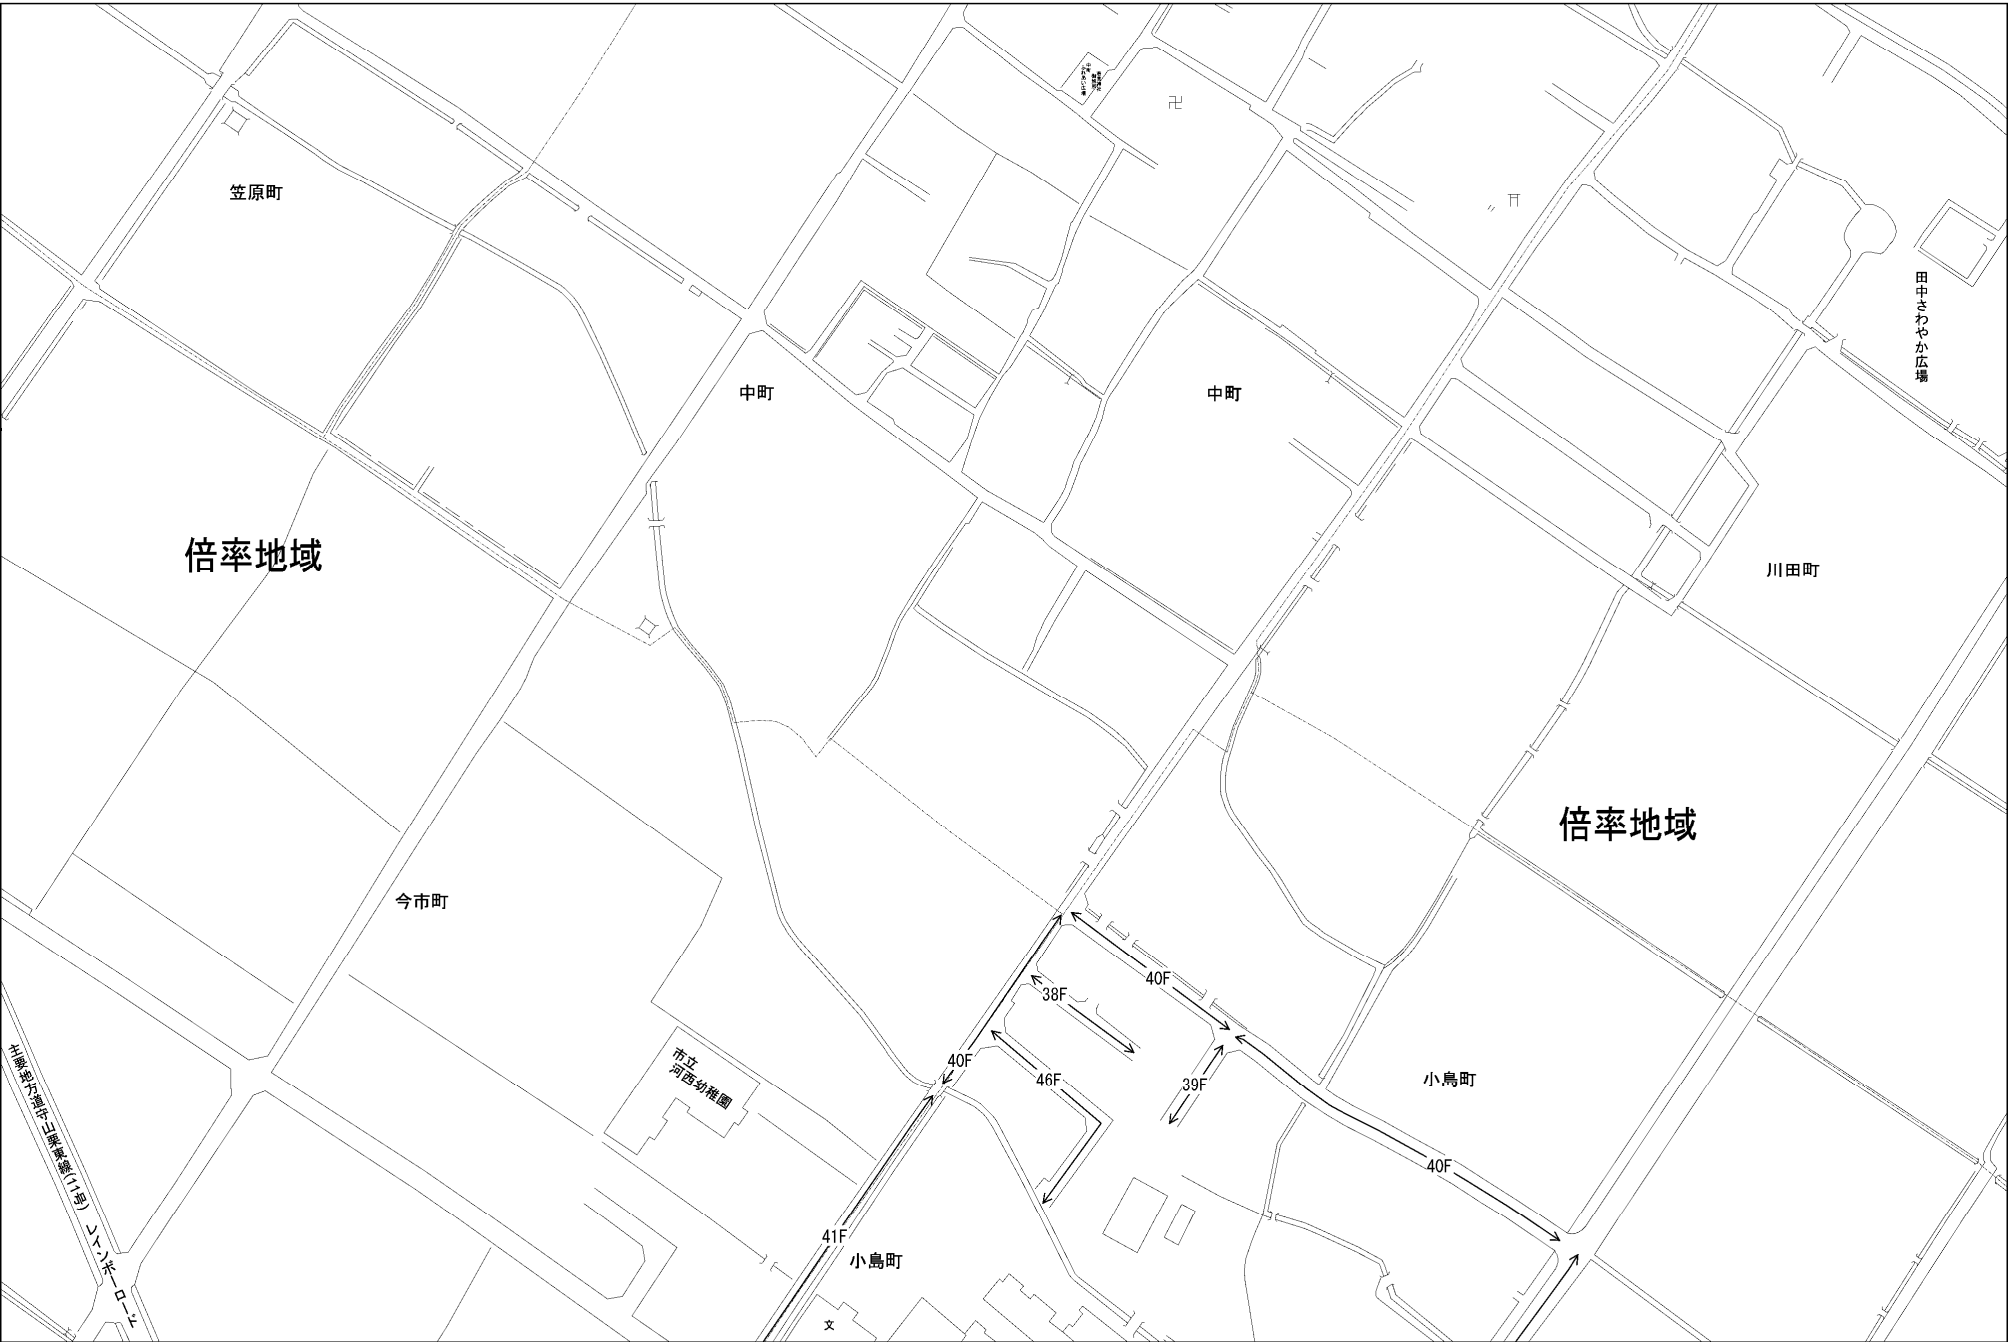 笠原町
中町
中町
田中さわやか広場
倍率地域
川田町
倍率地域
今市町
40F
38F
40F
46F
39F
市立
河西幼稚園
小島町
40F
41F
小島町
主要地方道守山栗東線(11号) レインボーロード
文